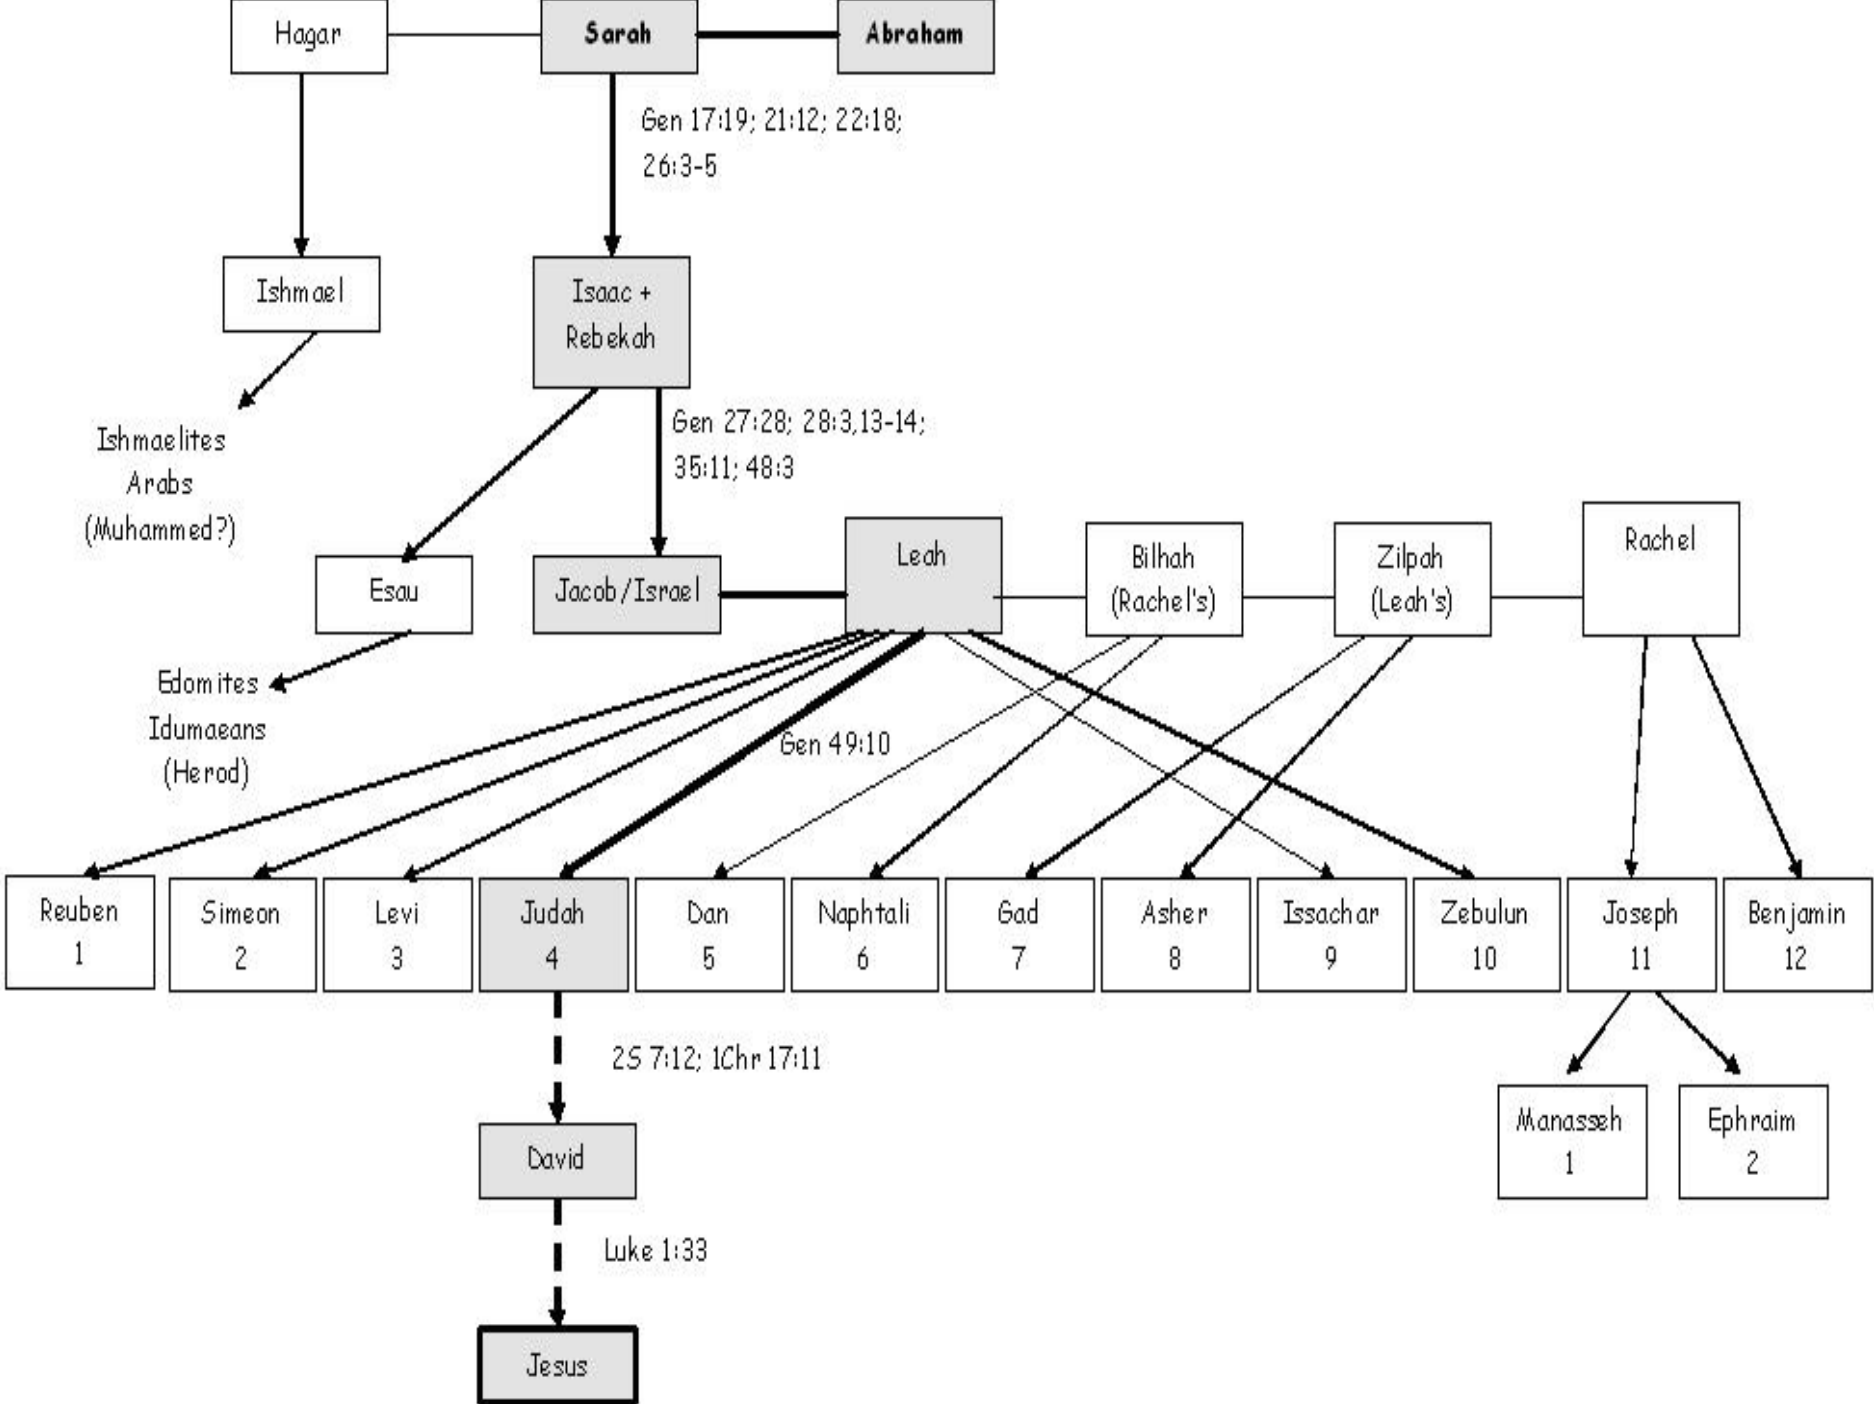 Hagar
Sarah
Abraham
Gen 17:19; 21:12; 22:18;
26:3-5
Ishmael
Isaac +
Rebekah
Ishmaelites
Arabs
(Muhammed?)
Gen 27:28; 28:3,13-14;
35:11; 48:3
Esau
Jacob/Israel
Leah
Bilhah
(Rachel's)
Zilpah
(Leah's)
Rachel
Edomites
Idumaeans
(Herod)
Gen 49:10
Reuben
1
Simeon
2
Levi
3
Judah
4
Dan
5
Naphtali
6
Gad
7
Asher
8
Issachar
9
Zebulun
10
Joseph
11
Benjamin
12
2S 7:12; 1Chr 17:11
Manasseh
1
Ephraim
2
David
Luke 1:33
Jesus